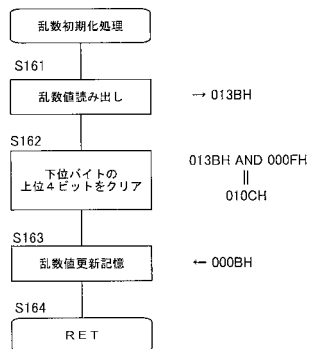 乱数初期化処理
S161
乱数値読み出し
→ 013BH
S162
下位バイトの
上位4ビットをクリア
013BH AND 000FH
||
010CH
S163
乱数値更新記憶
← 000BH
S164
RET